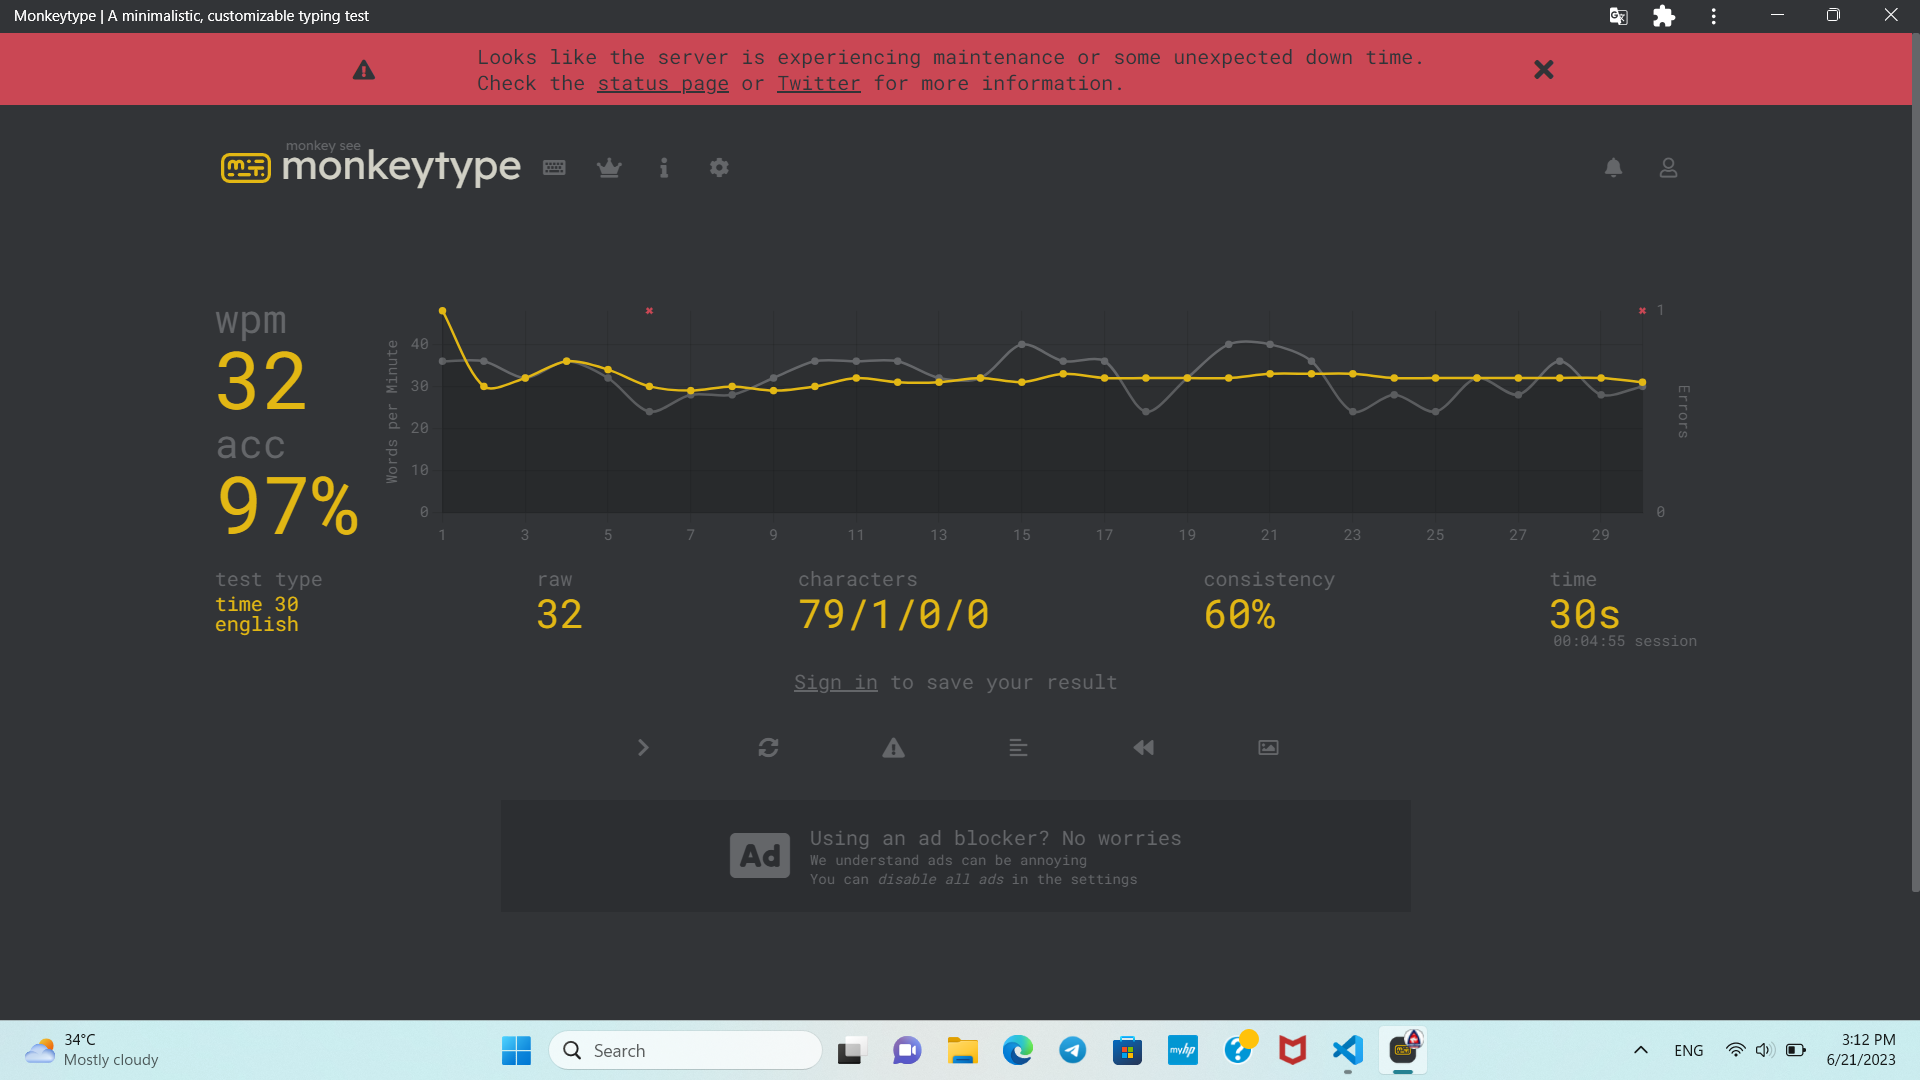 Monkeytype | A minimalistic, customizable typing test
Looks like the server is experiencing maintenance or some unexpected down time.
Check the status page or Twitter for more information.
monkey see
monkeytype
wpm
32
acc
97%
Words per Minute
40
30
20
10
0
1 3 5 7 9 11 13 15 17 19 21 23 25 27 29
1
0
Errors
test type
time 30
english
raw
32
characters
79/1/0/0
consistency
60%
time
30s
00:04:55 session
Sign in to save your result
Ad
Using an ad blocker? No worries
We understand ads can be annoying
You can disable all ads in the settings
34°C
Mostly cloudy
Search
myhp
ENG
3:12 PM
6/21/2023